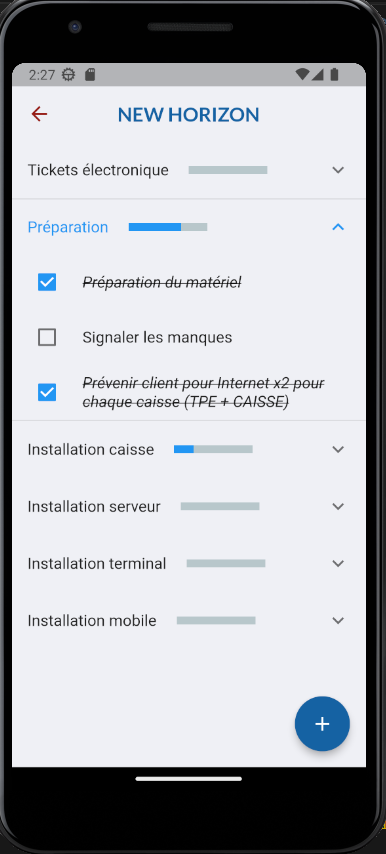 2:27
NEW HORIZON
Tickets électronique
Préparation
Préparation du matériel
Signaler les manques
Prévenir client pour Internet x2 pour
chaque caisse (TPE + CAISSE)
Installation caisse
Installation serveur
Installation terminal
Installation mobile
+